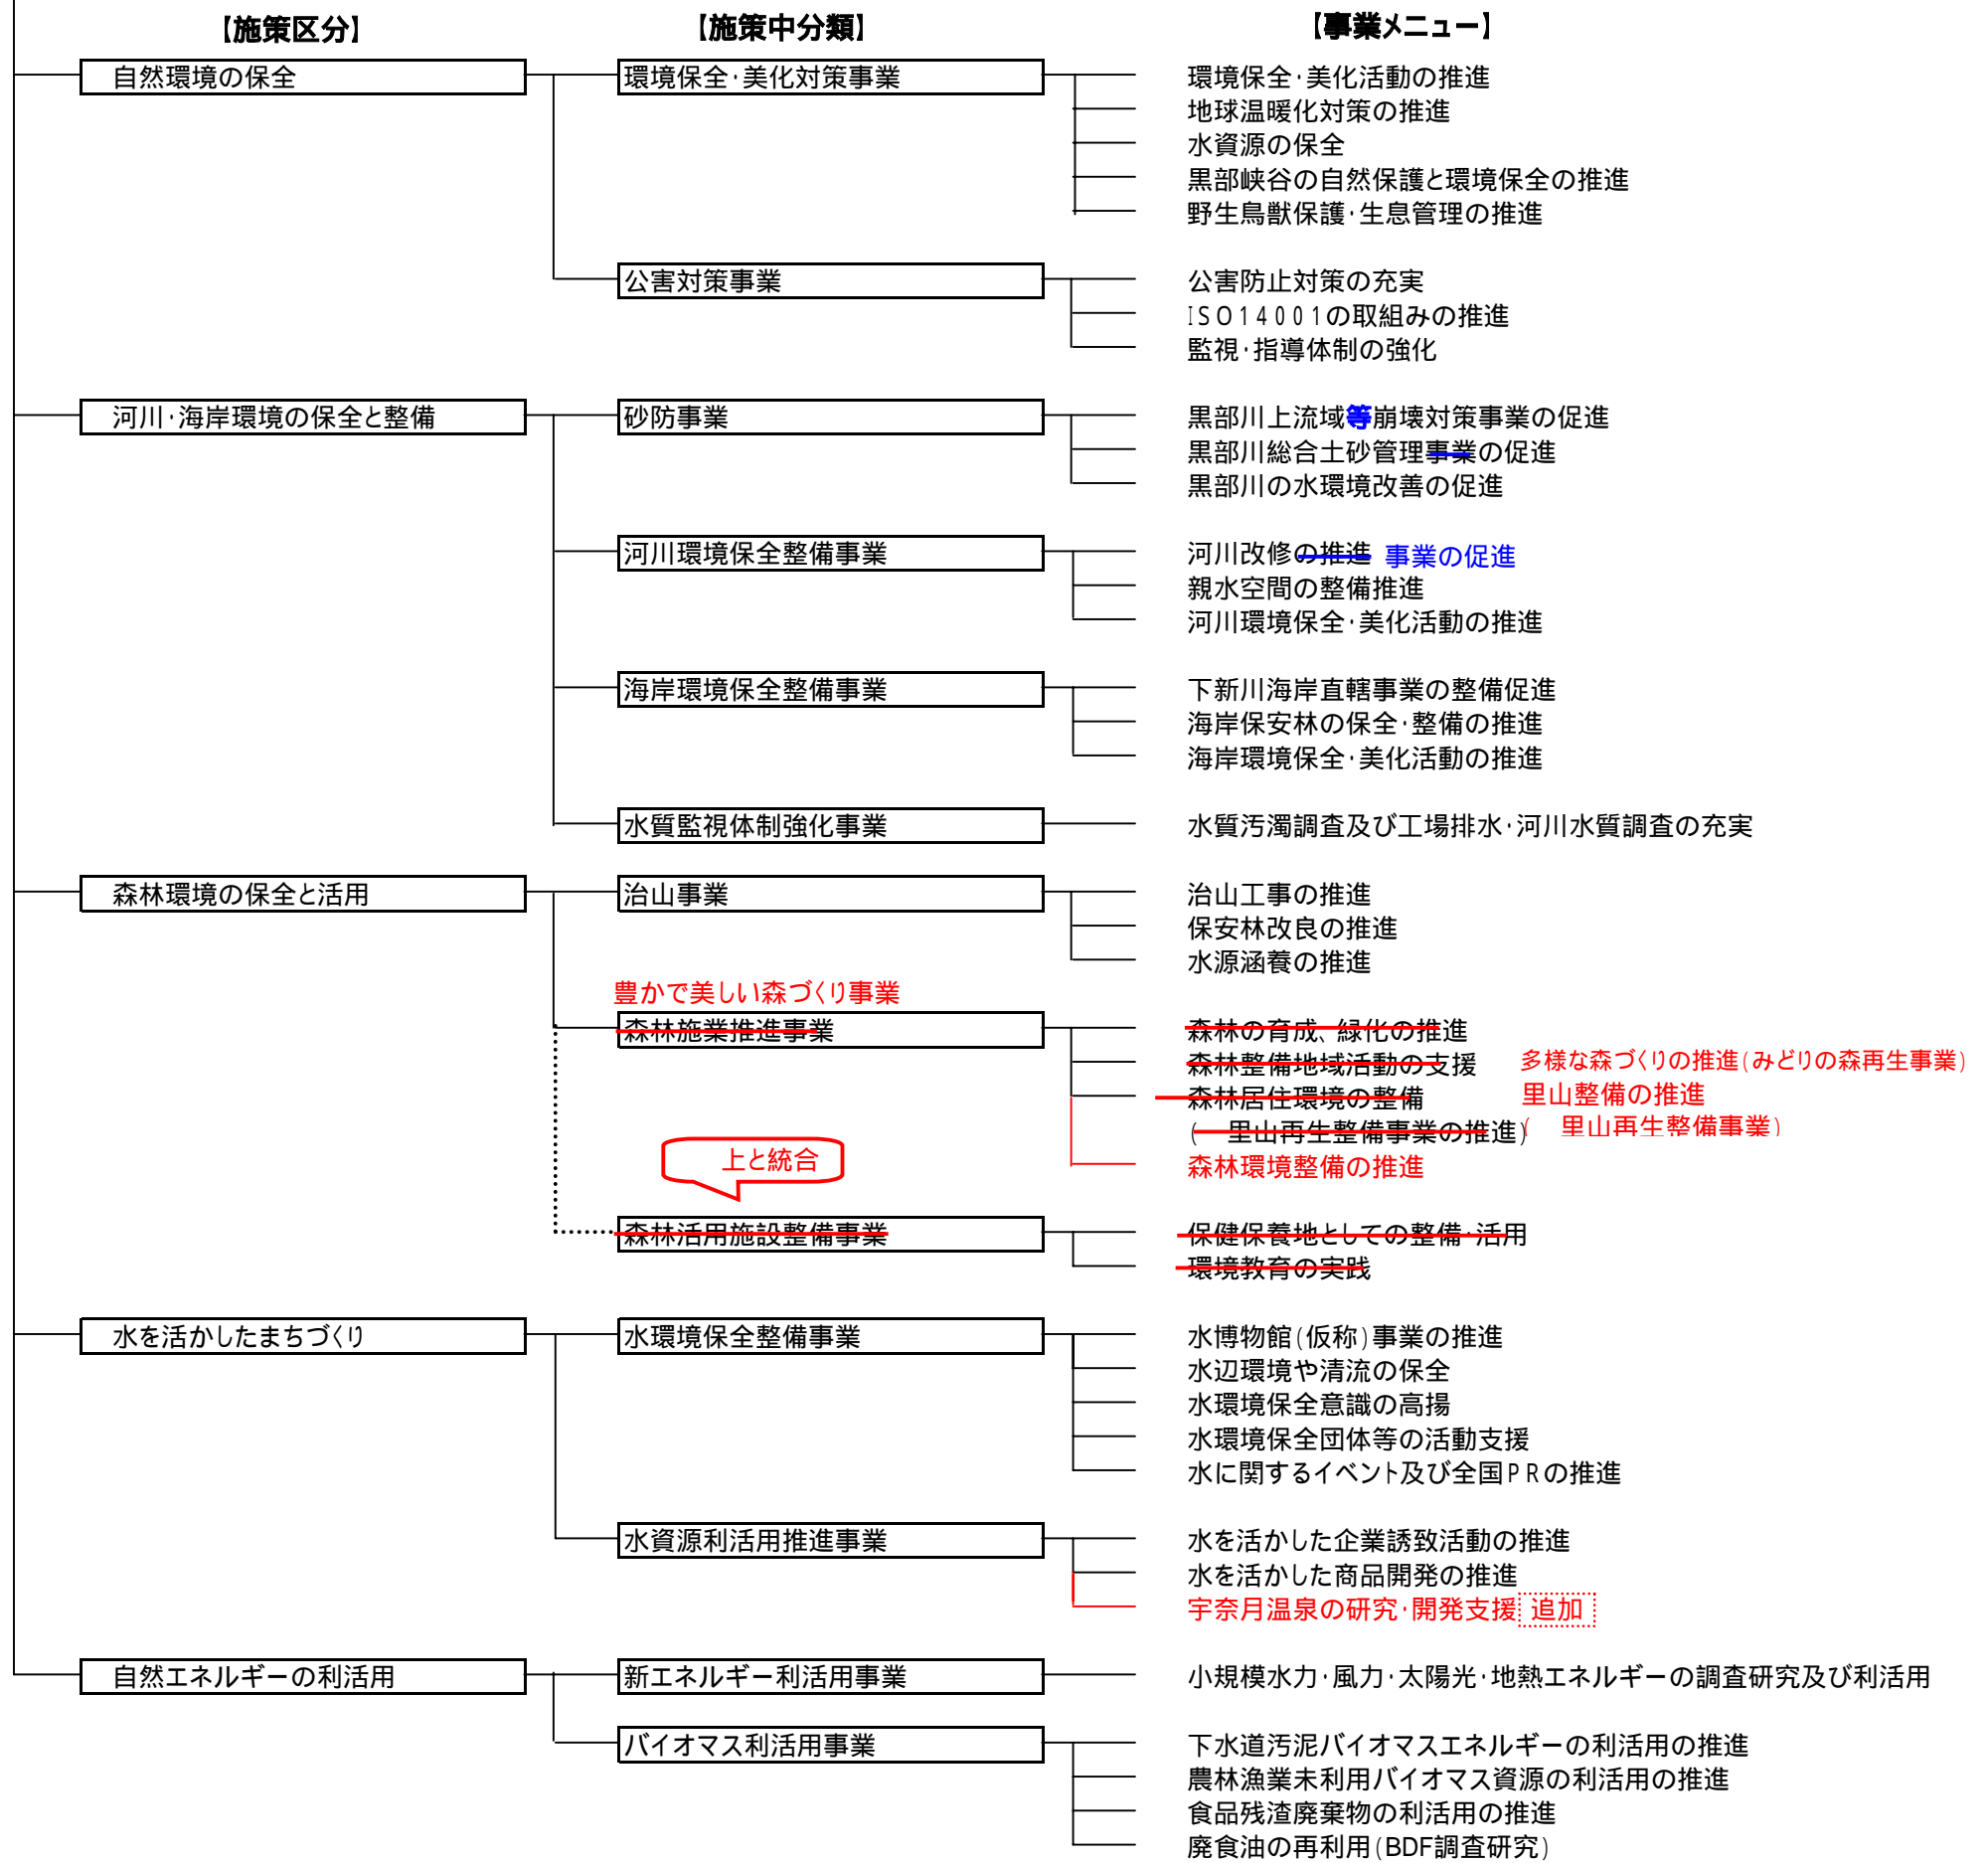 【施策区分】 【施策中分類】 【事業メニュー】
自然環境の保全 環境保全・美化対策事業 環境保全・美化活動の推進
地球温暖化対策の推進
水資源の保全
黒部峡谷の自然保護と環境保全の推進
野生鳥獣保護・生息管理の推進
公害対策事業 公害防止対策の充実
ISO14001の取組みの推進
監視・指導体制の強化
河川・海岸環境の保全と整備 砂防事業 黒部川上流域等崩壊対策事業の促進
黒部川総合土砂管理事業の促進
黒部川の水環境改善の促進
河川環境保全整備事業 河川改修の推進 事業の促進
親水空間の整備推進
河川環境保全・美化活動の推進
海岸環境保全整備事業 下新川海岸直轄事業の整備促進
海岸保安林の保全・整備の推進
海岸環境保全・美化活動の推進
水質監視体制強化事業 水質汚濁調査及び工場排水・河川水質調査の充実
森林環境の保全と活用 治山事業 治山工事の推進
保安林改良の推進
水源涵養の推進
豊かで美しい森づくり事業
森林施業推進事業 森林の育成、緑化の推進
森林整備地域活動の支援 多様な森づくりの推進(みどりの森再生事業)
森林居住環境の整備 里山整備の推進
( 里山再生整備事業の推進) ( 里山再生整備事業)
上と統合 森林環境整備の推進
森林活用施設整備事業 保健保養地としての整備・活用
環境教育の実践
水を活かしたまちづくり 水環境保全整備事業 水博物館(仮称)事業の推進
水辺環境や清流の保全
水環境保全意識の高揚
水環境保全団体等の活動支援
水に関するイベント及び全国PRの推進
水資源利活用推進事業 水を活かした企業誘致活動の推進
水を活かした商品開発の推進
宇奈月温泉の研究・開発支援 追加
自然エネルギーの利活用 新エネルギー利活用事業 小規模水力・風力・太陽光・地熱エネルギーの調査研究及び利活用
バイオマス利活用事業 下水道汚泥バイオマスエネルギーの利活用の推進
農林漁業未利用バイオマス資源の利活用の推進
食品残渣廃棄物の利活用の推進
廃食油の再利用(BDF調査研究)